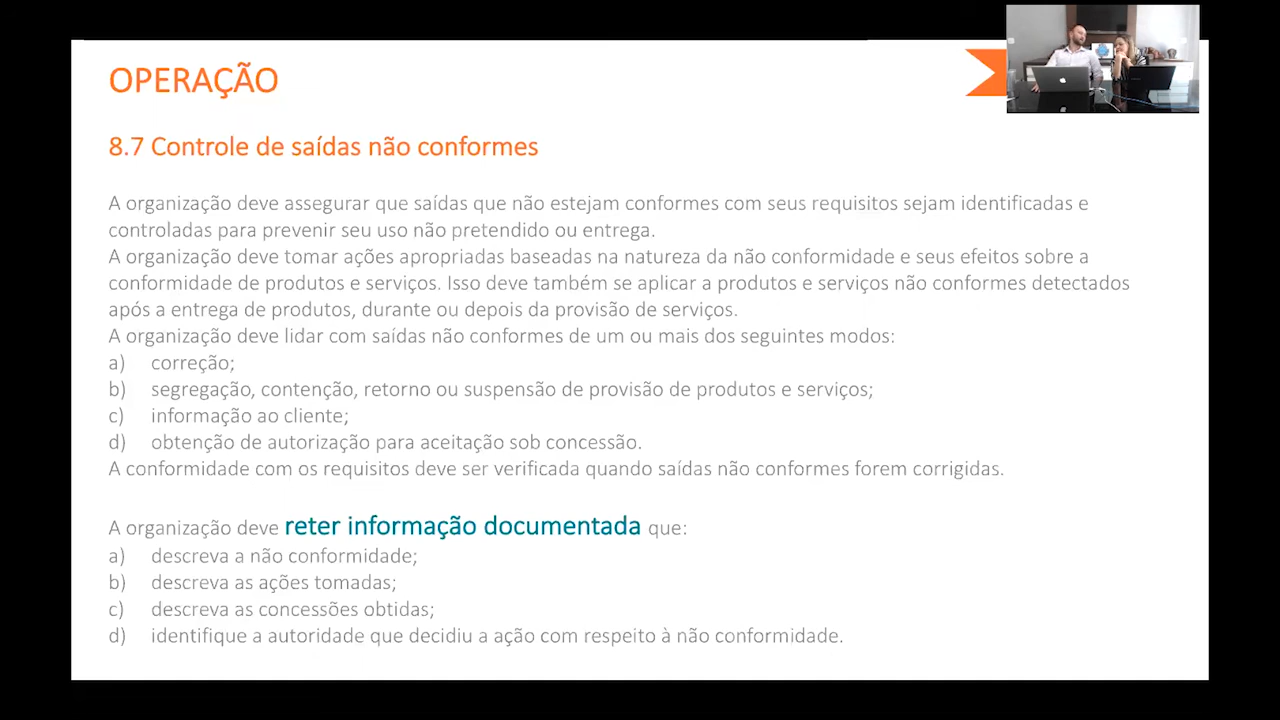 OPERAÇÃO
8.7 Controle de saídas não conformes
A organização deve assegurar que saídas que não estejam conformes com seus requisitos sejam identificadas e
controladas para prevenir seu uso não pretendido ou entrega.
A organização deve tomar ações apropriadas baseadas na natureza da não conformidade e seus efeitos sobre a
conformidade de produtos e serviços. Isso deve também se aplicar a produtos e serviços não conformes detectados
após a entrega de produtos, durante ou depois da provisão de serviços.
A organização deve lidar com saídas não conformes de um ou mais dos seguintes modos:
a) correção;
b) segregação, contenção, retorno ou suspensão de provisão de produtos e serviços;
c) informação ao cliente;
d) obtenção de autorização para aceitação sob concessão.
A conformidade com os requisitos deve ser verificada quando saídas não conformes forem corrigidas.
A organização deve reter informação documentada que:
a) descreva a não conformidade;
b) descreva as ações tomadas;
c) descreva as concessões obtidas;
d) identifique a autoridade que decidiu a ação com respeito à não conformidade.